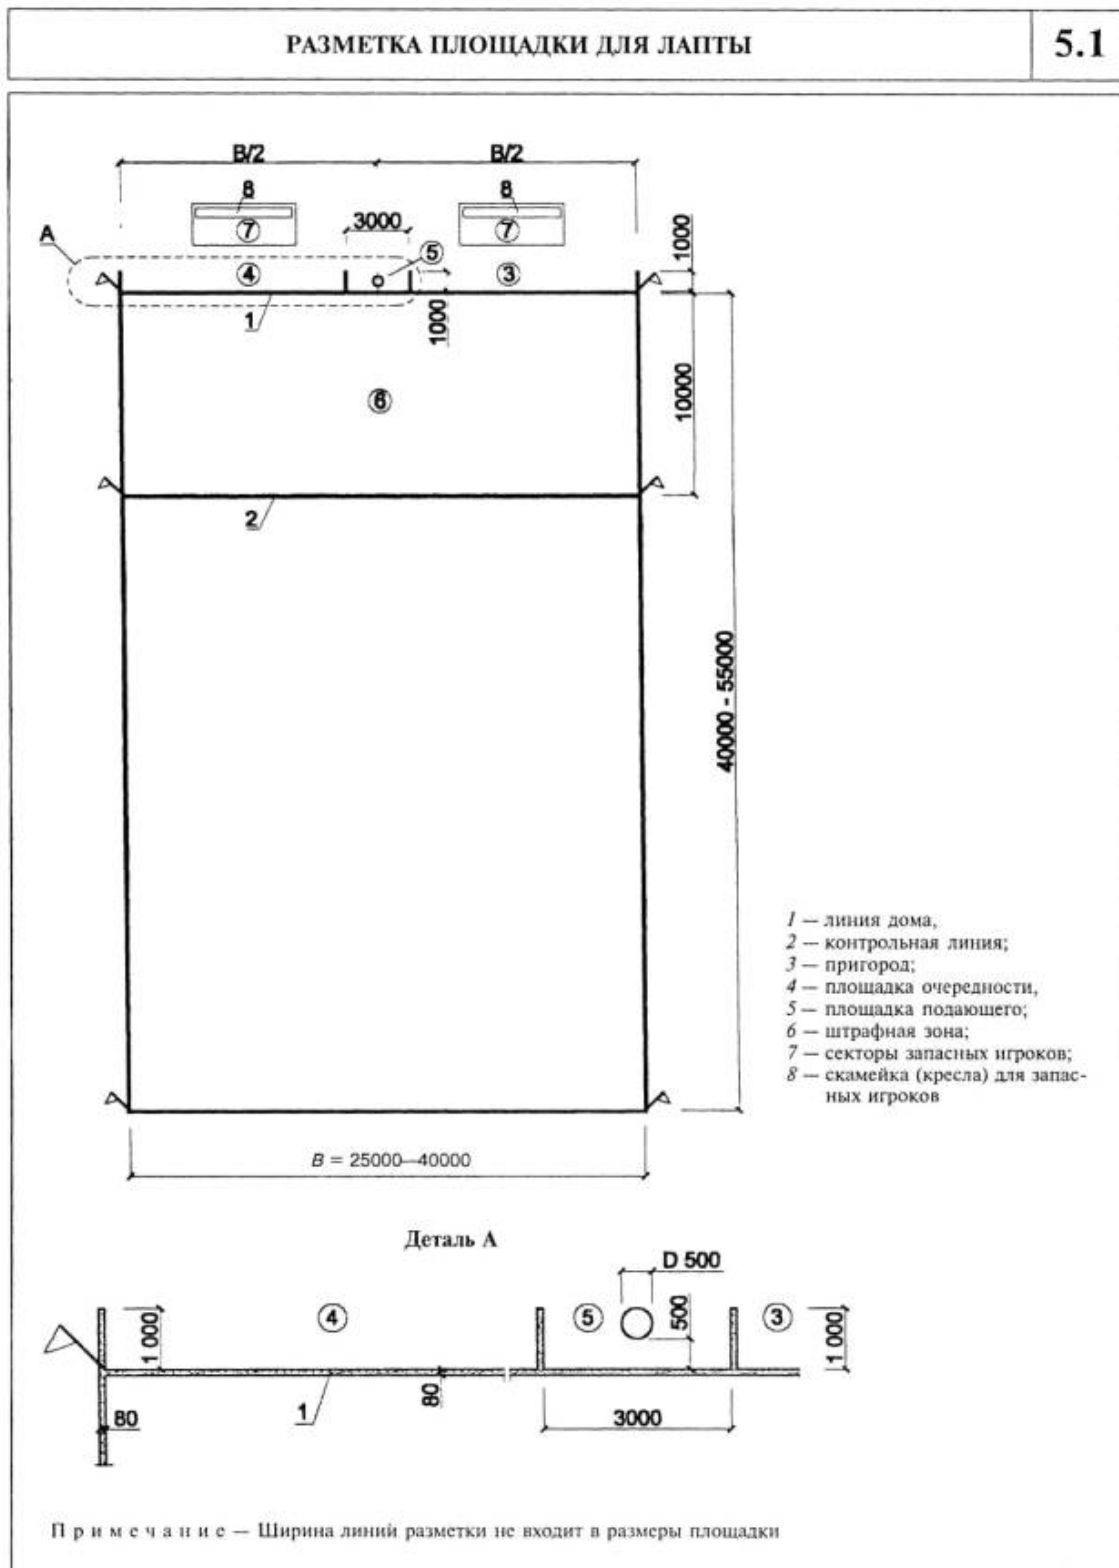 РАЗМЕТКА ПЛОЩАДКИ ДЛЯ ЛАПТЫ
5.1
B/2
B/2
8
8
7
7
3000
A
5
4
3
1000
1
1000
6
10000
2
40000 - 55000
1 — линия дома,
2 — контрольная линия;
3 — пригород;
4 — площадка очередности,
5 — площадка подающего;
6 — штрафная зона;
7 — секторы запасных игроков;
8 — скамейка (кресла) для запас-
ных игроков
B = 25000—40000
Деталь А
D 500
4
5
3
1 000
500
1 000
80
80
1
3000
Примечание — Ширина линий разметки не входит в размеры площадки